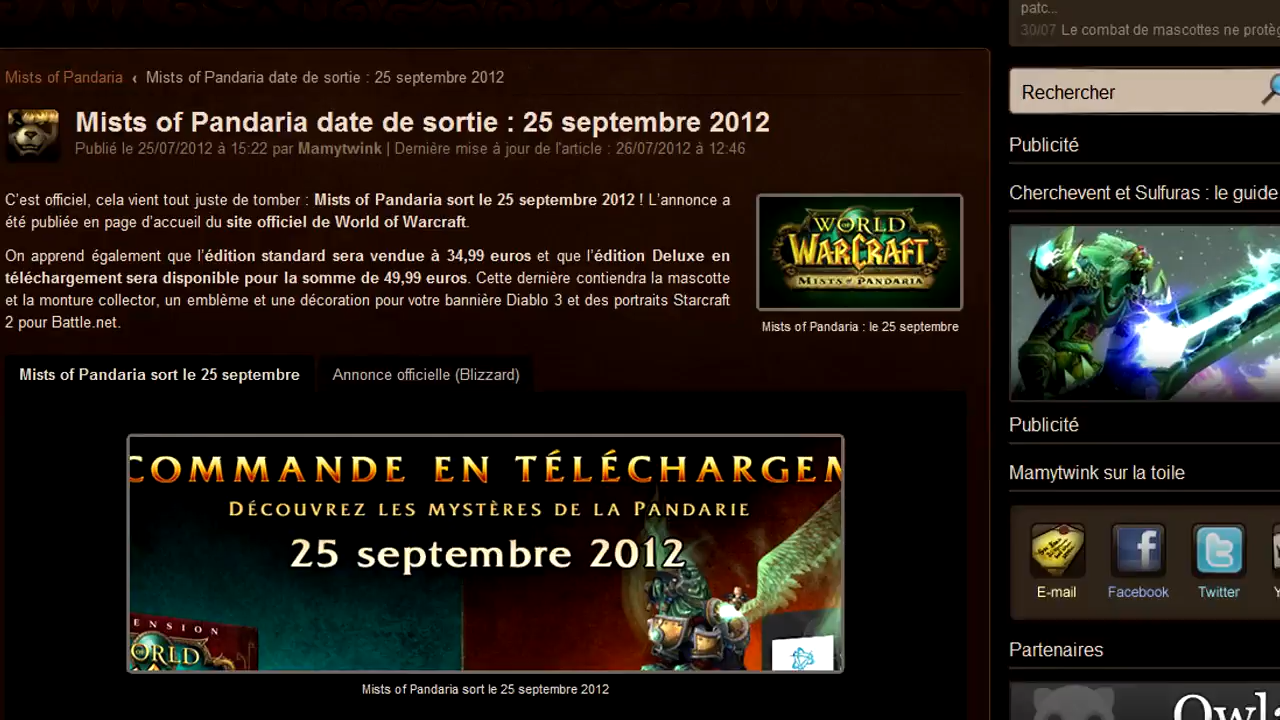 patc...
30/07 Le combat de mascottes ne protèg
Mists of Pandaria ‹ Mists of Pandaria date de sortie : 25 septembre 2012
Mists of Pandaria date de sortie : 25 septembre 2012
Publié le 25/07/2012 à 15:22 par Mamytwink | Dernière mise à jour de l'article : 26/07/2012 à 12:46
C'est officiel, cela vient tout juste de tomber : Mists of Pandaria sort le 25 septembre 2012 ! L'annonce a
été publiée en page d'accueil du site officiel de World of Warcraft.
On apprend également que l'édition standard sera vendue à 34,99 euros et que l'édition Deluxe en
téléchargement sera disponible pour la somme de 49,99 euros. Cette dernière contiendra la mascotte
et la monture collector, un emblème et une décoration pour votre bannière Diablo 3 et des portraits Starcraft
2 pour Battle.net.
WORLD
OF
WARCRAFT
MISTS OF PANDARIA
Mists of Pandaria : le 25 septembre
Mists of Pandaria sort le 25 septembre
Annonce officielle (Blizzard)
COMMANDE EN TÉLÉCHARGEM
DÉCOUVREZ LES MYSTÈRES DE LA PANDARIE
25 septembre 2012
ENSION
WORLD
Mists of Pandaria sort le 25 septembre 2012
Rechercher
Publicité
Cherchevent et Sulfuras : le guide
Publicité
Mamytwink sur la toile
E-mail
Facebook
Twitter
Y
Partenaires
Owla